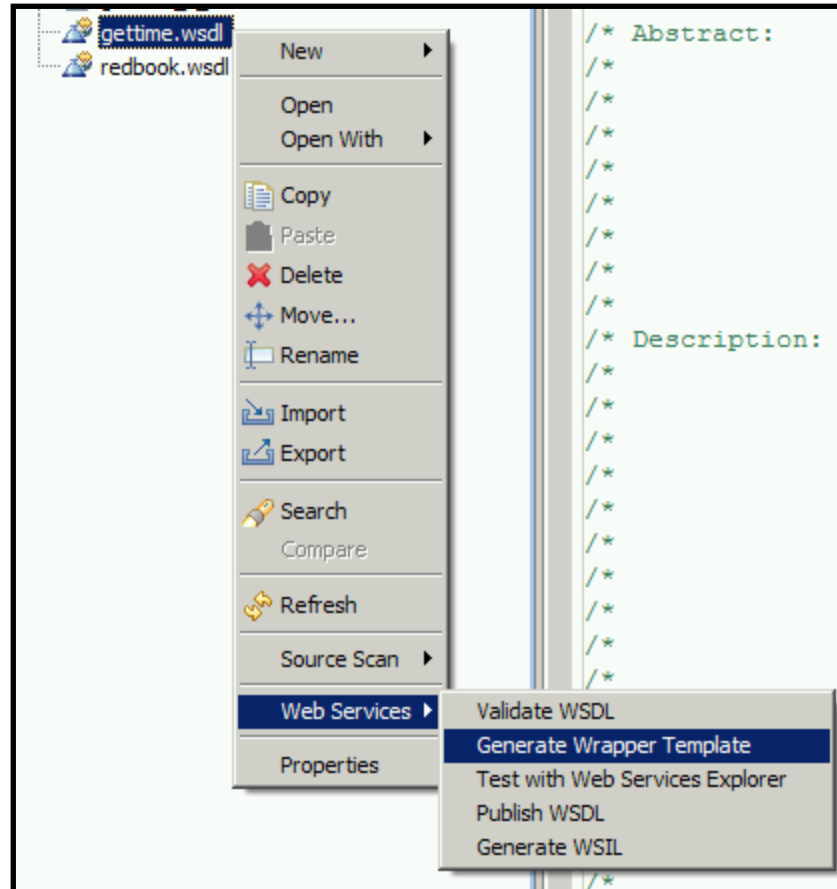 gettime.wsdl
redbook.wsdl
New
Open
Open With
Copy
Paste
Delete
Move...
Rename
Import
Export
Search
Compare
Refresh
Source Scan
Web Services
Properties
Validate WSDL
Generate Wrapper Template
Test with Web Services Explorer
Publish WSDL
Generate WSIL
/* Abstract:
/*
/*
/*
/*
/*
/*
/*
/*
/* Description:
/*
/*
/*
/*
/*
/*
/*
/*
/*
/*
/*